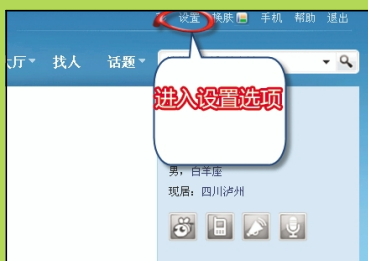 设置 换肤 手机 帮助 退出
大厅 找人 话题
进入设置选项
男，白羊座
现居：四川泸州